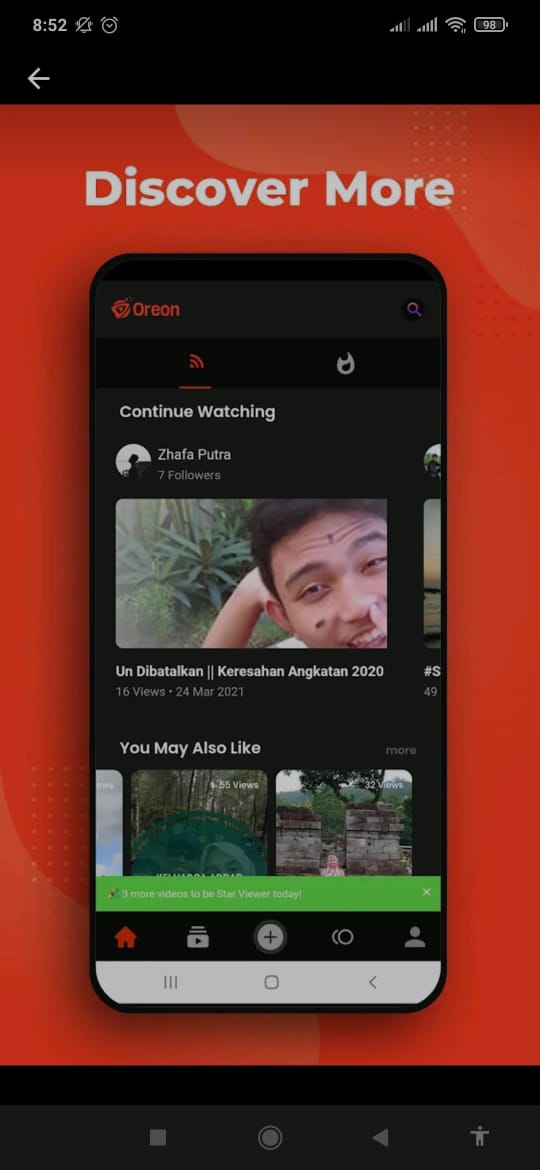 8:52
98
Discover More
Oreon
Continue Watching
Zhafa Putra
7 Followers
Un Dibatalkan || Keresahan Angkatan 2020
#S
16 Views • 24 Mar 2021
49
You May Also Like
more
ews
55 Views
32 Views
🎉 3 more videos to be Star Viewer today!